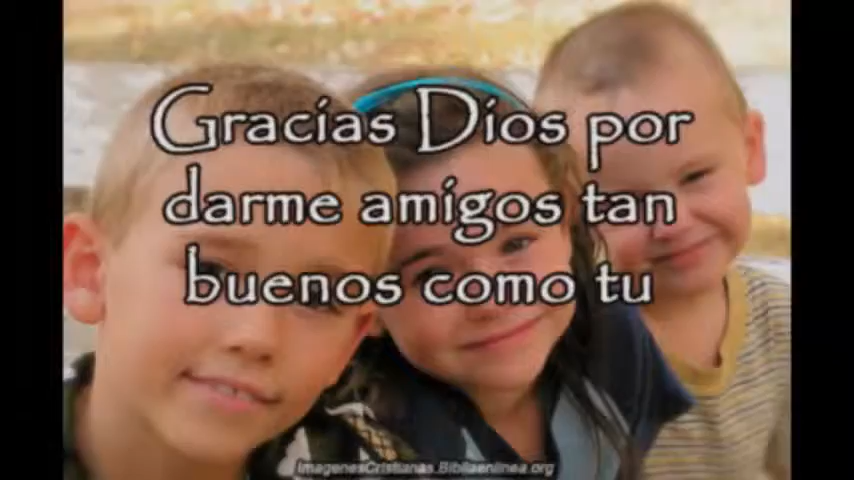 Gracias Dios por
darme amigos tan
buenos como tu
ImagenesCristianas.Bibliaenlinea.org